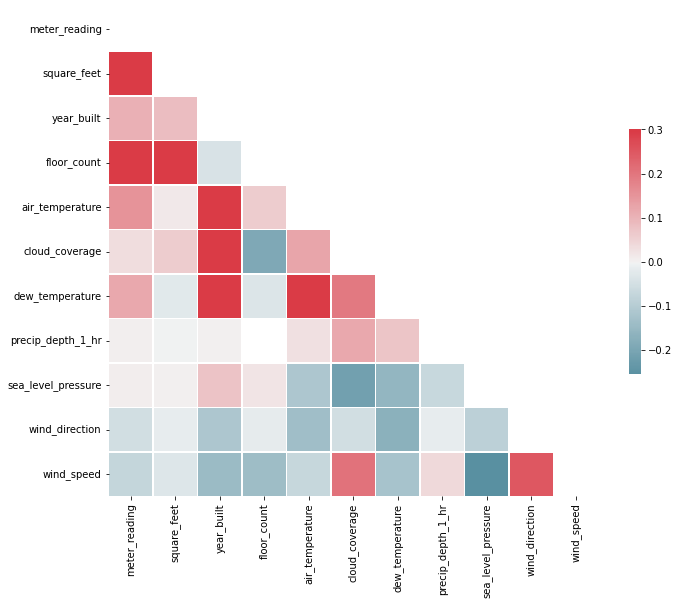 meter_reading
square_feet
year_built
floor_count
air_temperature
cloud_coverage
dew_temperature
precip_depth_1_hr
sea_level_pressure
wind_direction
wind_speed
0.3
0.2
0.1
0.0
−0.1
−0.2
meter_reading
square_feet
year_built
floor_count
air_temperature
cloud_coverage
dew_temperature
precip_depth_1_hr
sea_level_pressure
wind_direction
wind_speed